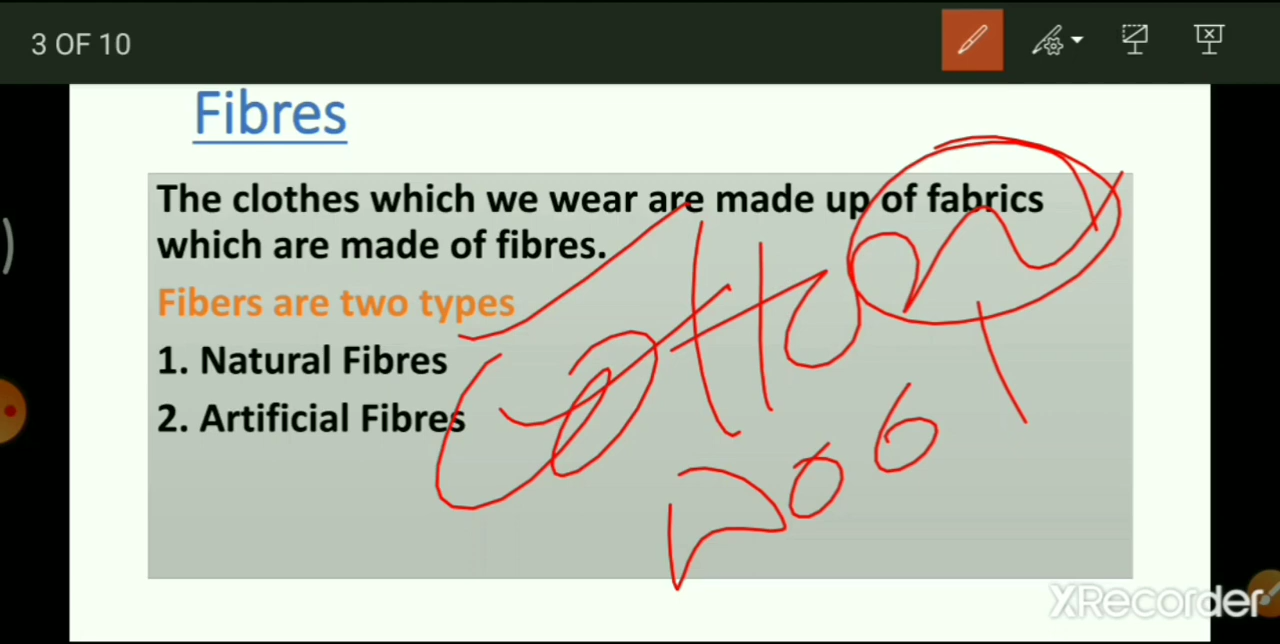 3 OF 10
Fibres
The clothes which we wear are made up of fabrics
which are made of fibres.
Fibers are two types
1. Natural Fibres
2. Artificial Fibres
Cotton
XRecorder